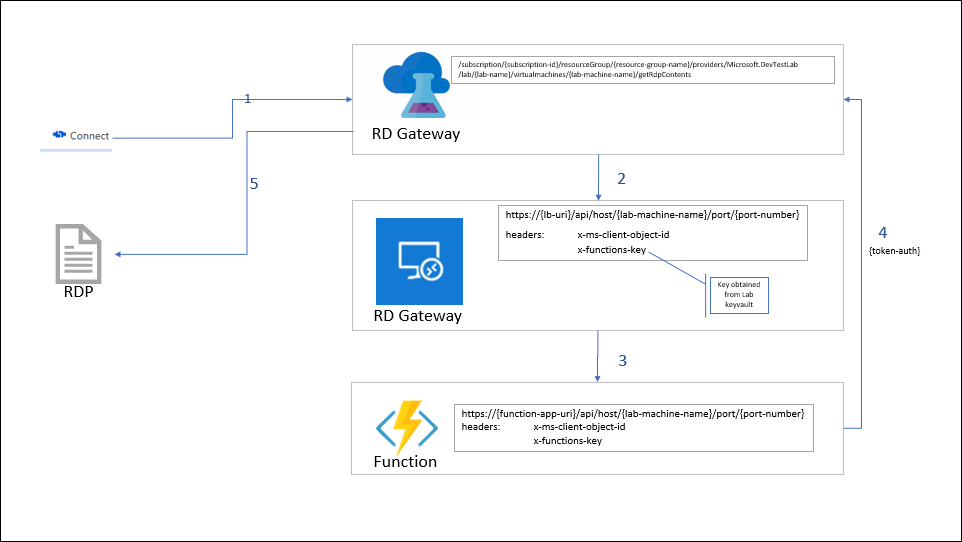 /subscription/{subscription-id}/resourceGroup/{resource-group-name}/providers/Microsoft.DevTestLab
/lab/{lab-name}/virtualmachines/{lab-machine-name}/getRdpContents
RD Gateway
1
Connect
5
2
https://{lb-uri}/api/host/{lab-machine-name}/port/{port-number}
headers: x-ms-client-object-id
x-functions-key
Key obtained
from Lab
keyvault
RD Gateway
4
{token-auth}
RDP
3
https://{function-app-uri}/api/host/{lab-machine-name}/port/{port-number}
headers: x-ms-client-object-id
x-functions-key
Function